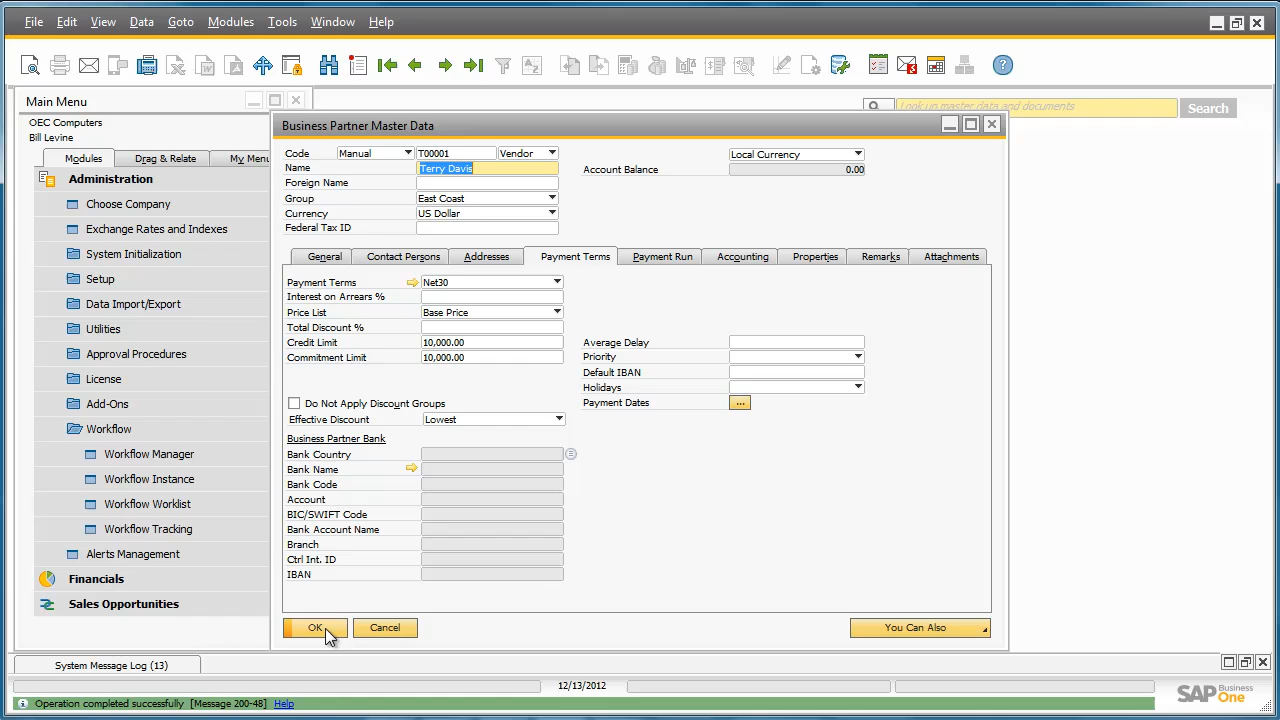 File Edit View Data Goto Modules Tools Window Help
Main Menu
Look up master data and documents
Search
OEC Computers
Bill Levine
Modules Drag & Relate My Menu
Administration
Choose Company
Exchange Rates and Indexes
System Initialization
Setup
Data Import/Export
Utilities
Approval Procedures
License
Add-Ons
Workflow
Workflow Manager
Workflow Instance
Workflow Worklist
Workflow Tracking
Alerts Management
Financials
Sales Opportunities
Business Partner Master Data
Code Manual T00001 Vendor Local Currency
Name Terry Davis Account Balance 0.00
Foreign Name
Group East Coast
Currency US Dollar
Federal Tax ID
General Contact Persons Addresses Payment Terms Payment Run Accounting Properties Remarks Attachments
Payment Terms Net30
Interest on Arrears %
Price List Base Price
Total Discount %
Credit Limit 10,000.00 Average Delay
Commitment Limit 10,000.00 Priority
Default IBAN
Holidays
Do Not Apply Discount Groups Payment Dates ...
Effective Discount Lowest
Business Partner Bank
Bank Country
Bank Name
Bank Code
Account
BIC/SWIFT Code
Bank Account Name
Branch
Ctrl Int. ID
IBAN
OK Cancel You Can Also
System Message Log (13)
12/13/2012
Operation completed successfully [Message 200-48] Help
SAP Business One